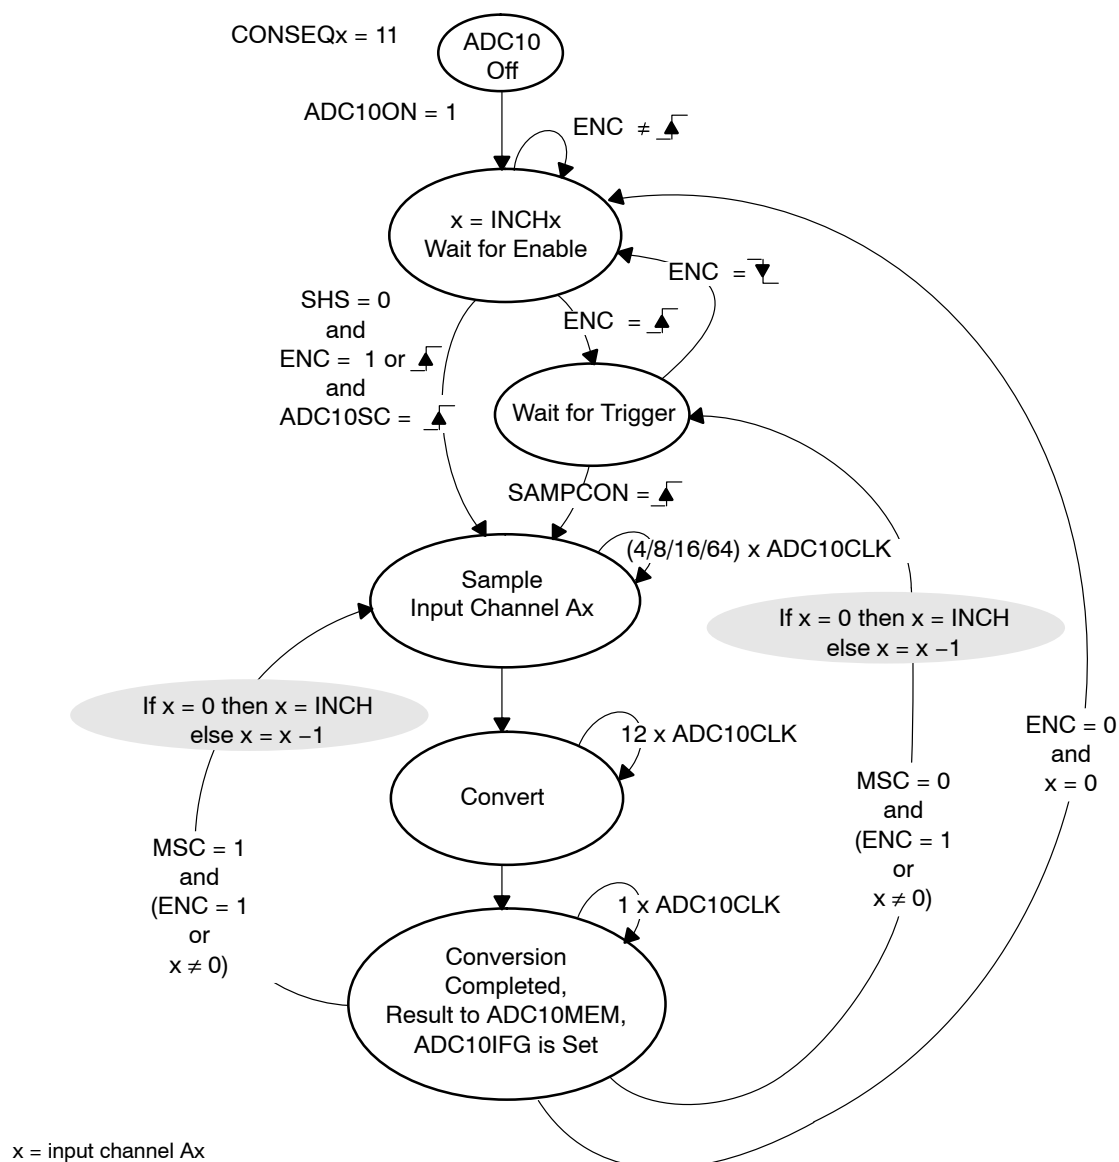 CONSEQx = 11
ADC10
Off
ADC10ON = 1
ENC ≠
x = INCHx
Wait for Enable
ENC =
SHS = 0
and
ENC = 1 or
and
ADC10SC =
ENC =
Wait for Trigger
SAMPCON =
(4/8/16/64) x ADC10CLK
Sample
Input Channel Ax
If x = 0 then x = INCH
else x = x −1
If x = 0 then x = INCH
else x = x −1
12 x ADC10CLK
Convert
ENC = 0
and
x = 0
MSC = 0
and
(ENC = 1
or
x ≠ 0)
MSC = 1
and
(ENC = 1
or
x ≠ 0)
1 x ADC10CLK
Conversion
Completed,
Result to ADC10MEM,
ADC10IFG is Set
x = input channel Ax